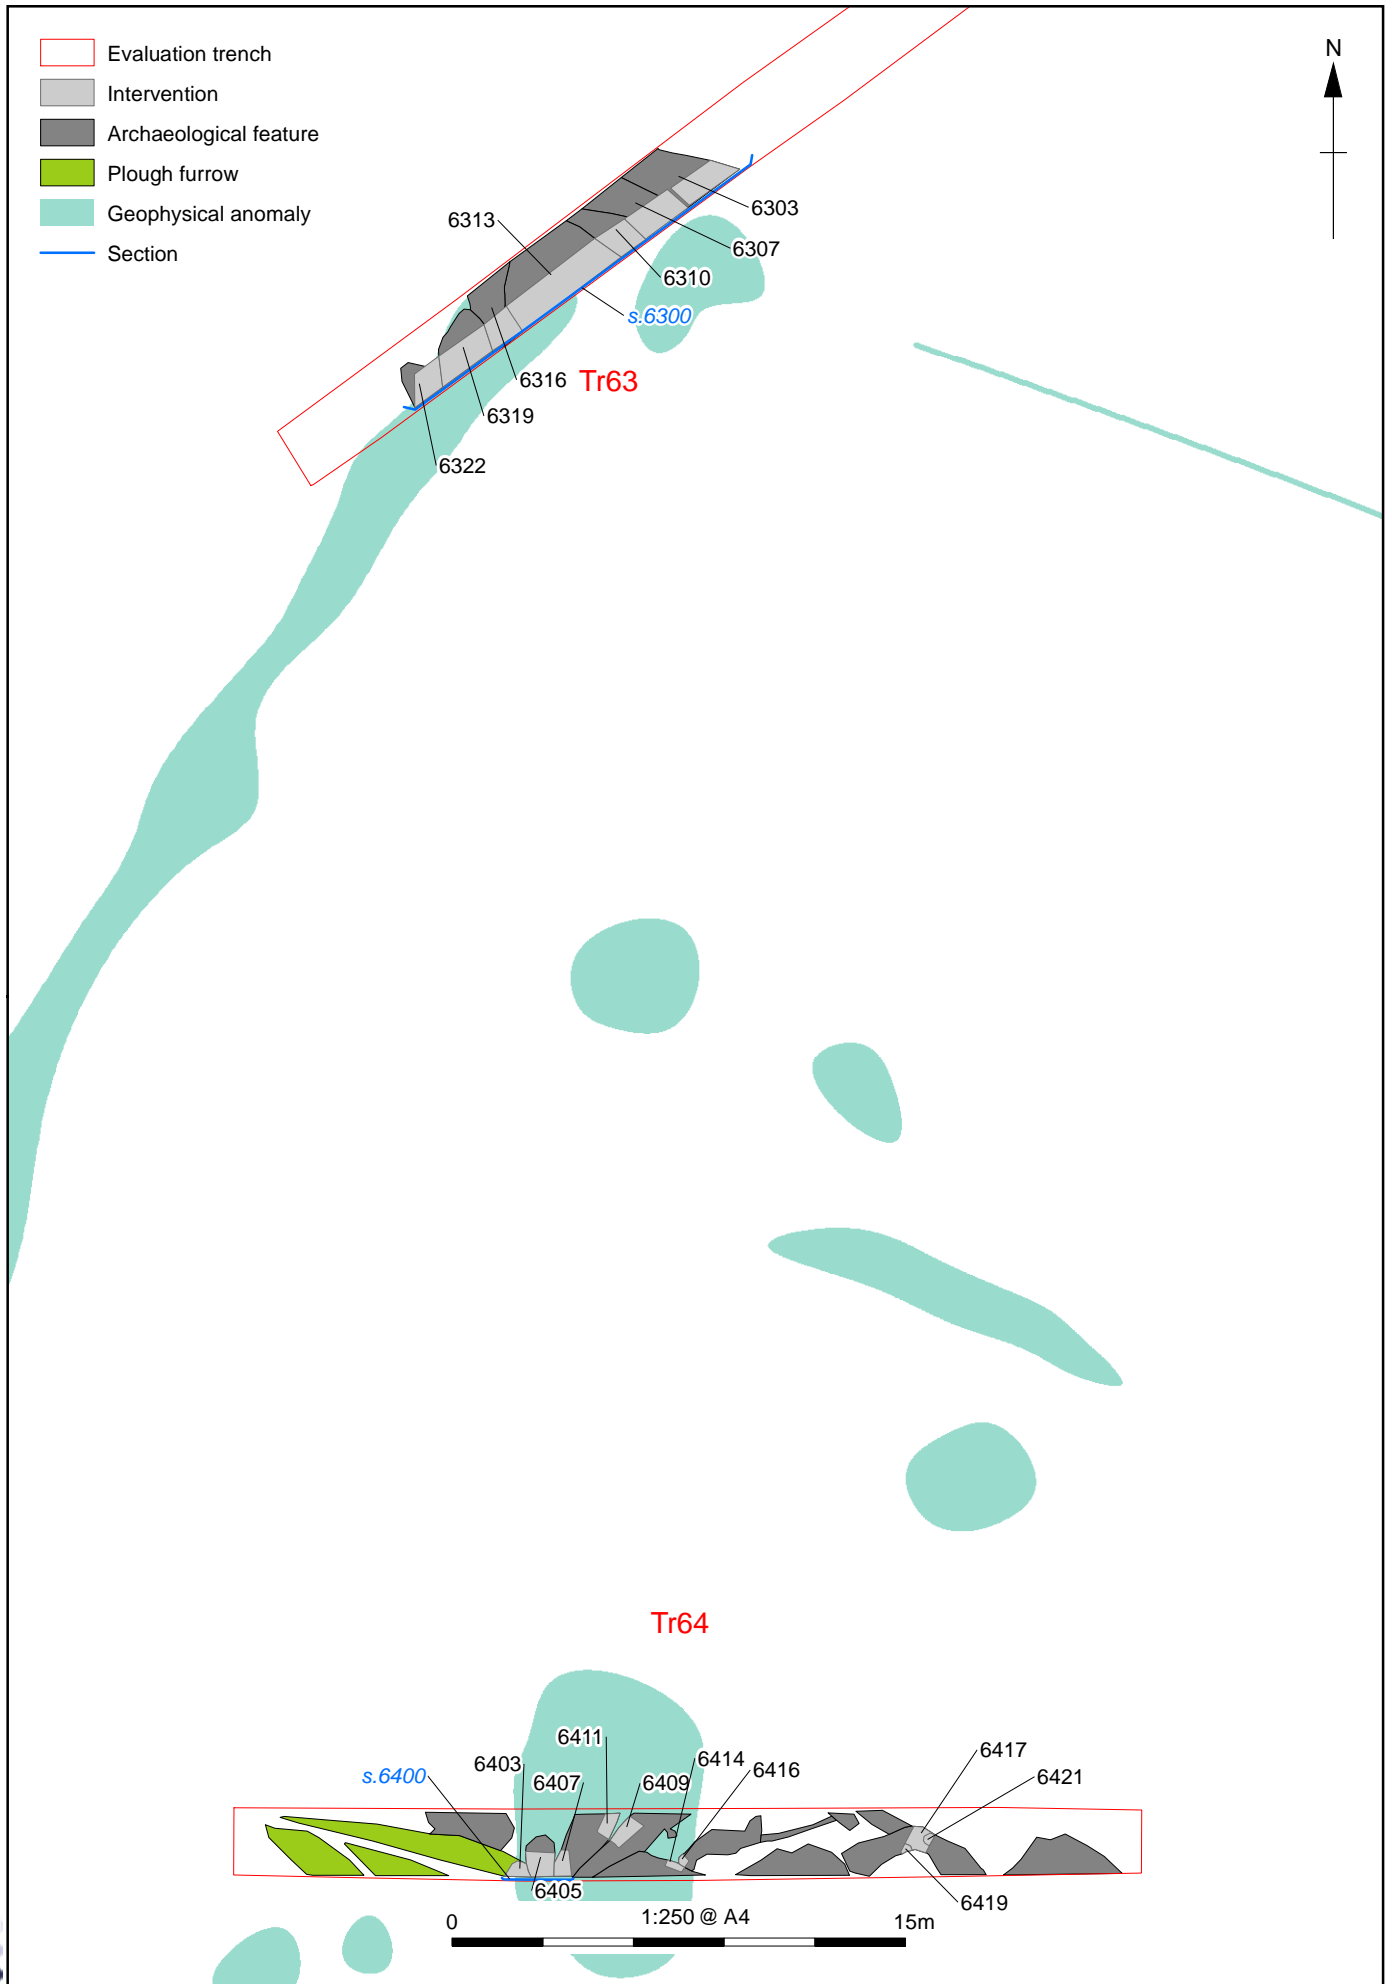 Evaluation trench
Intervention
Archaeological feature
Plough furrow
Geophysical anomaly
Section
N
6313
6303
6307
6310
s.6300
6316
Tr63
6319
6322
Tr64
6411
6403
6414
6417
s.6400
6407
6409
6416
6421
6405
6419
0
1:250 @ A4
15m